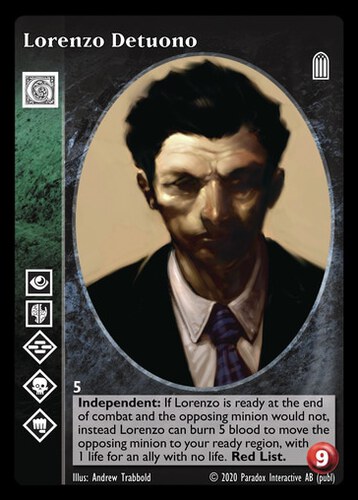 Lorenzo Detuono
5
Independent: If Lorenzo is ready at the end
of combat and the opposing minion would not,
instead Lorenzo can burn 5 blood to move the
opposing minion to your ready region, with
1 life for an ally with no life. Red List.
9
Illus: Andrew Trabbold © 2020 Paradox Interactive AB (publ)